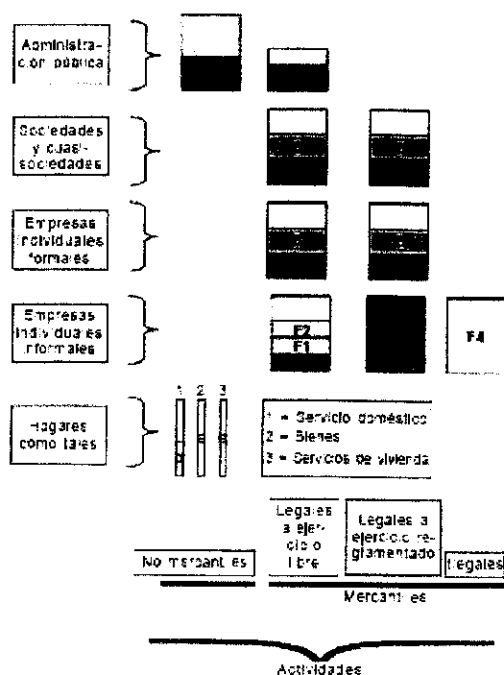 Administra-
ción pública
Sociedades
y cuasi-
sociedades
Empresas
individuales
formales
Empresas
individuales
informales
F2
F1
F4
1 2 3
Hogares
como tales
1 = Servicio doméstico
2 = Bienes
3 = Servicios de vivienda
Legales
a ejer-
cicio
libre
Legales a
ejercicio re-
glamentado
No mercantiles
Ilegales
Mercantiles
Actividades